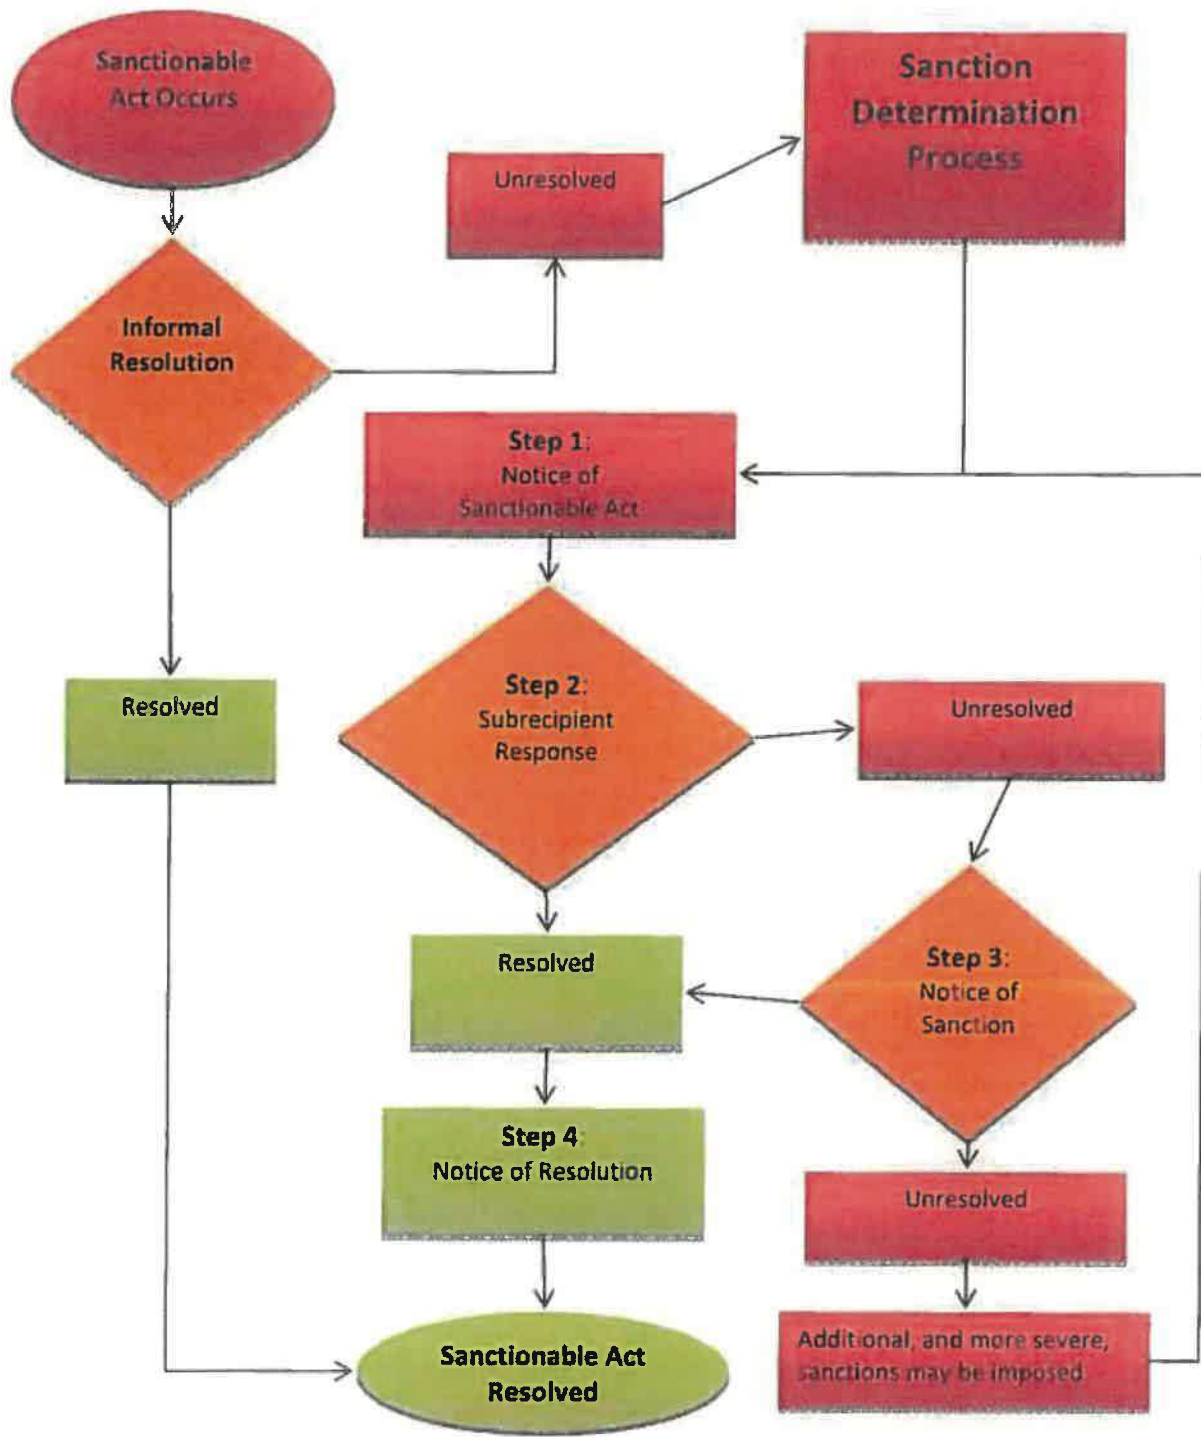 Sanctionable
Act Occurs
Sanction
Determination
Process
Unresolved
Informal
Resolution
Step 1:
Notice of
Sanctionable Act
Resolved
Step 2:
Subrecipient
Response
Unresolved
Resolved
Step 3:
Notice of
Sanction
Step 4:
Notice of Resolution
Unresolved
Additional, and more severe,
sanctions may be imposed
Sanctionable Act
Resolved